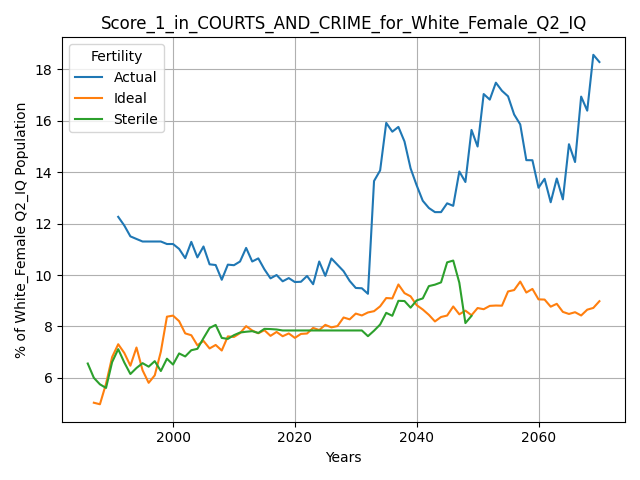 Score_1_in_COURTS_AND_CRIME_for_White_Female_Q2_IQ
Fertility
Actual
Ideal
Sterile
% of White_Female Q2_IQ Population
18
16
14
12
10
8
6
2000 2020 2040 2060
Years